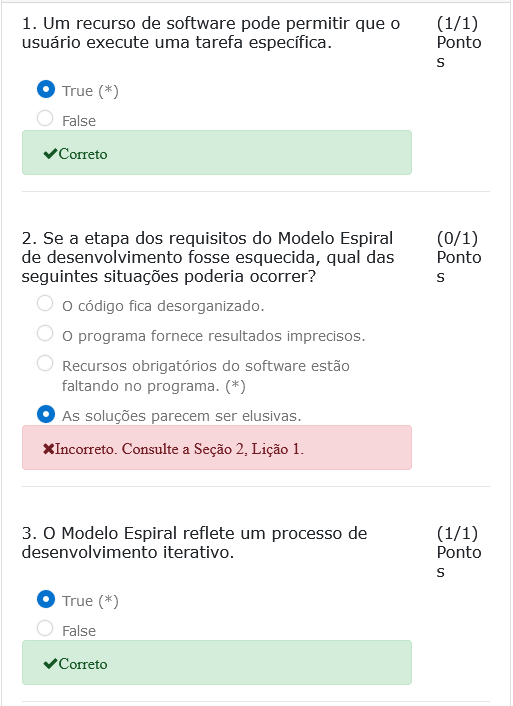 1. Um recurso de software pode permitir que o
usuário execute uma tarefa específica.
(1/1)
Ponto
s
True (*)
False
✔Correto
2. Se a etapa dos requisitos do Modelo Espiral
de desenvolvimento fosse esquecida, qual das
seguintes situações poderia ocorrer?
(0/1)
Ponto
s
O código fica desorganizado.
O programa fornece resultados imprecisos.
Recursos obrigatórios do software estão
faltando no programa. (*)
As soluções parecem ser elusivas.
✖Incorreto. Consulte a Seção 2, Lição 1.
3. O Modelo Espiral reflete um processo de
desenvolvimento iterativo.
(1/1)
Ponto
s
True (*)
False
✔Correto